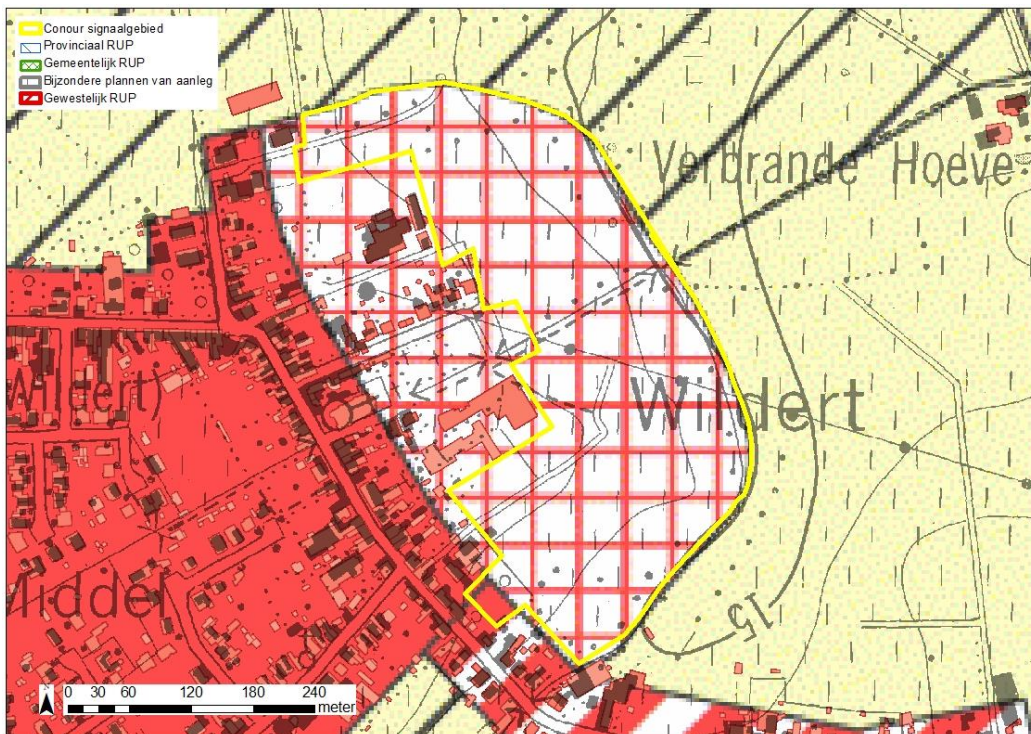 Conour signaalgebied
Provinciaal RUP
Gemeentelijk RUP
Bijzondere plannen van aanleg
Gewestelijk RUP
Verbrande Hoeve
Wildert
Wildert)
Middel
15
0 30 60 120 180 240
meter